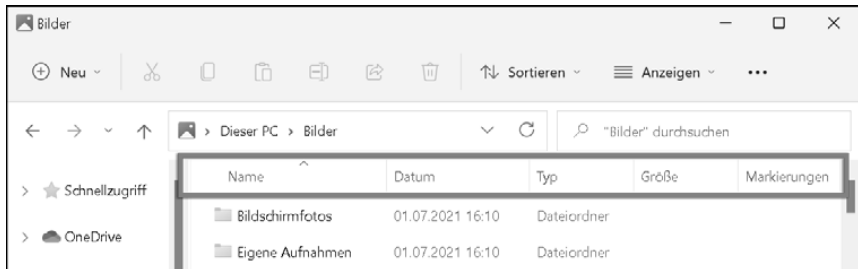 Bilder
Neu Sortieren Anzeigen ...
Dieser PC > Bilder "Bilder" durchsuchen
Name Datum Typ Größe Markierungen
Schnellzugriff
Bildschirmfotos 01.07.2021 16:10 Dateiordner
OneDrive
Eigene Aufnahmen 01.07.2021 16:10 Dateiordner